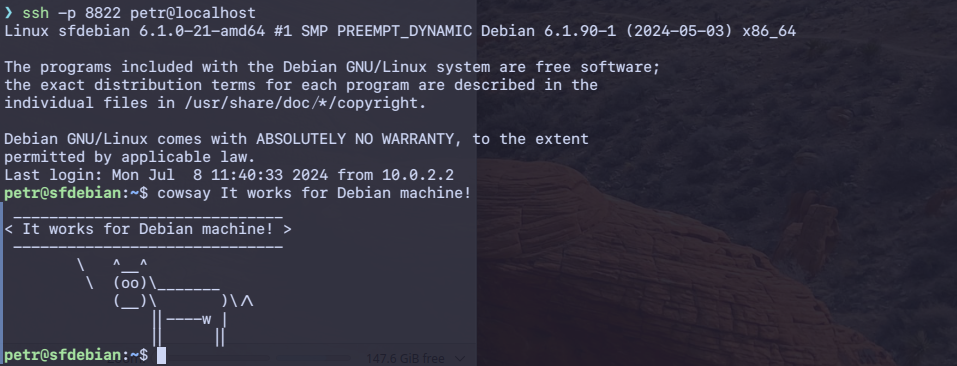 ❯ ssh -p 8822 petr@localhost
Linux sfdebian 6.1.0-21-amd64 #1 SMP PREEMPT_DYNAMIC Debian 6.1.90-1 (2024-05-03) x86_64
The programs included with the Debian GNU/Linux system are free software;
the exact distribution terms for each program are described in the
individual files in /usr/share/doc/*/copyright.
Debian GNU/Linux comes with ABSOLUTELY NO WARRANTY, to the extent
permitted by applicable law.
Last login: Mon Jul  8 11:40:33 2024 from 10.0.2.2
petr@sfdebian:~$ cowsay It works for Debian machine!
 ______________________________
< It works for Debian machine! >
 ------------------------------
        \   ^__^
         \  (oo)\_______
            (__)\       )\/\
                ||----w |
                ||     ||
petr@sfdebian:~$
147.6 GiB free